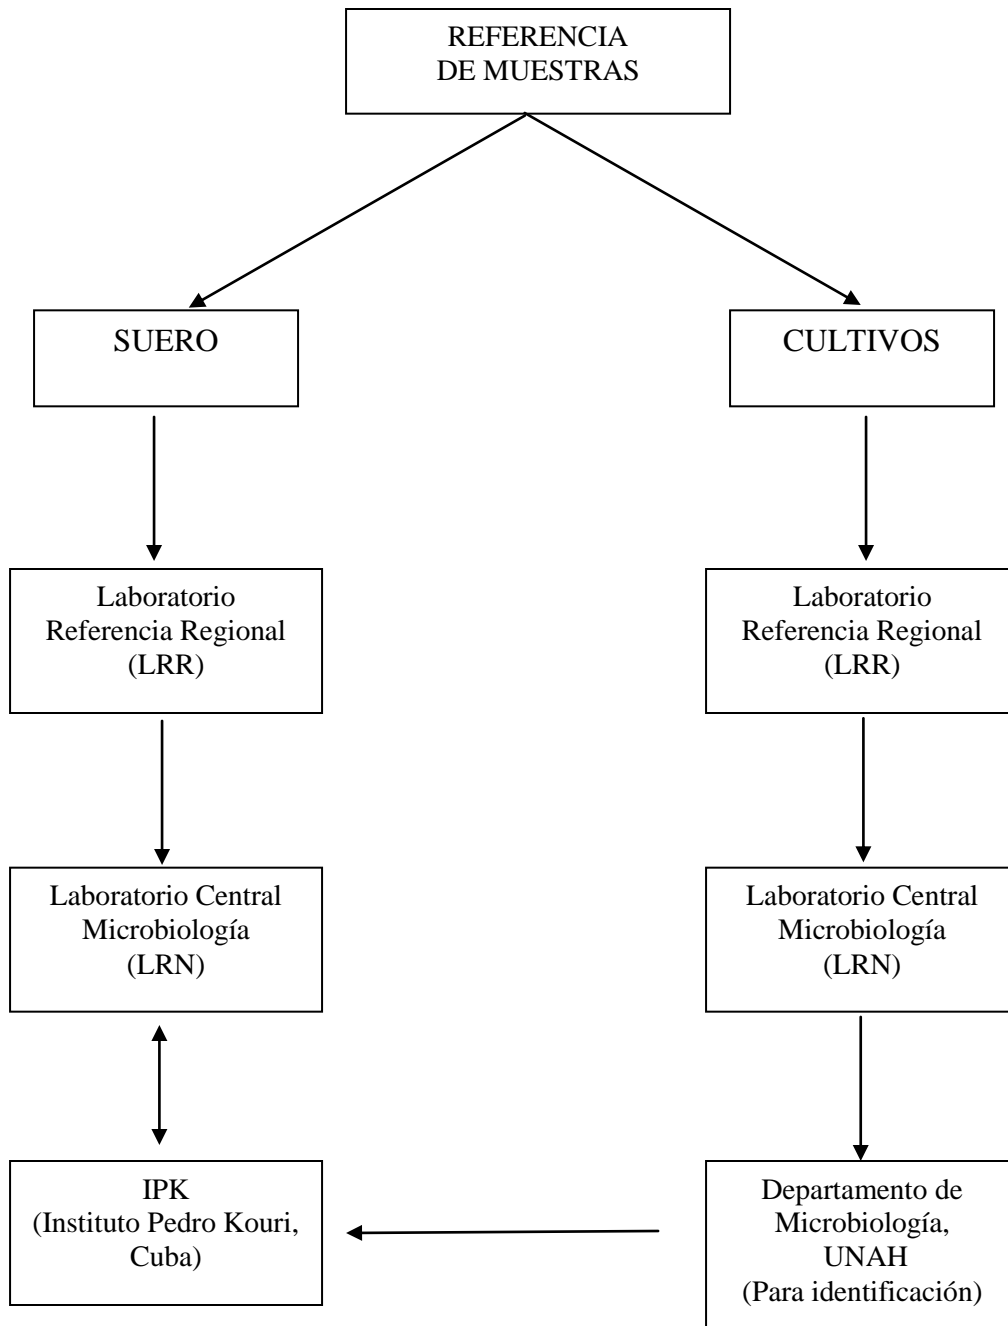 REFERENCIA
DE MUESTRAS
SUERO
CULTIVOS
Laboratorio
Referencia Regional
(LRR)
Laboratorio
Referencia Regional
(LRR)
Laboratorio Central
Microbiología
(LRN)
Laboratorio Central
Microbiología
(LRN)
IPK
(Instituto Pedro Kouri,
Cuba)
Departamento de
Microbiología,
UNAH
(Para identificación)